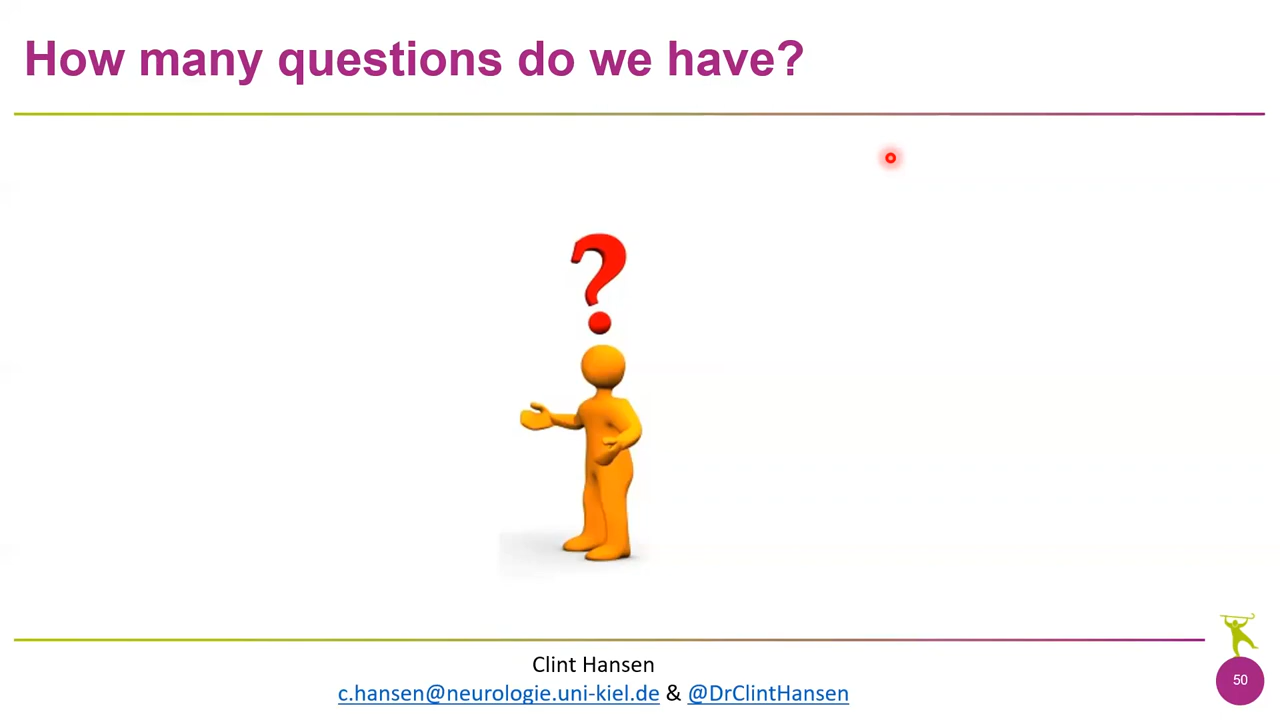 How many questions do we have?
?
Clint Hansen
c.hansen@neurologie.uni-kiel.de & @DrClintHansen
50